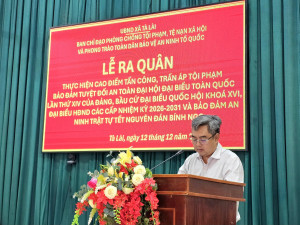 UBND XÃ TÀ LÀI
BAN CHỈ ĐẠO PHÒNG CHỐNG TỘI PHẠM, TỆ NẠN XÃ HỘI
VÀ PHONG TRÀO TOÀN DÂN BẢO VỆ AN NINH TỔ QUỐC
LỄ RA QUÂN
THỰC HIỆN CAO ĐIỂM TẤN CÔNG, TRẤN ÁP TỘI PHẠM
BẢO ĐẢM TUYỆT ĐỐI AN TOÀN ĐẠI HỘI ĐẠI BIỂU TOÀN QUỐC
LẦN THỨ XIV CỦA ĐẢNG, BẦU CỬ ĐẠI BIỂU QUỐC HỘI KHOÁ XVI,
ĐẠI BIỂU HĐND CÁC CẤP NHIỆM KỲ 2026-2031 VÀ BẢO ĐẢM AN
NINH TRẬT TỰ TẾT NGUYÊN ĐÁN BÍNH
Tà Lài, ngày 12 tháng 12 năm